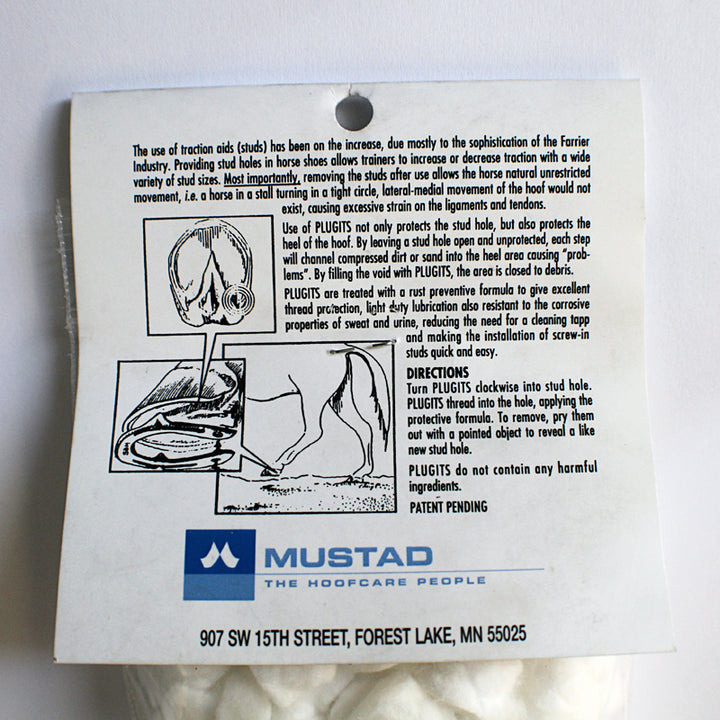 The use of traction aids (studs) has been on the increase, due mostly to the sophistication of the Farrier
Industry. Providing stud holes in horse shoes allows trainers to increase or decrease traction with a wide
variety of stud sizes. Most importantly, removing the studs after use allows the horse natural unrestricted
movement, i.e. a horse in a stall turning in a tight circle, lateral-medial movement of the hoof would not
exist, causing excessive strain on the ligaments and tendons.
Use of PLUGITS not only protects the stud hole, but also protects the
heel of the hoof. By leaving a stud hole open and unprotected, each step
will channel compressed dirt or sand into the heel area causing "prob-
lems". By filling the void with PLUGITS, the area is closed to debris.
PLUGITS are treated with a rust preventive formula to give excellent
thread protection, light duty lubrication also resistant to the corrosive
properties of sweat and urine, reducing the need for a cleaning tapp
and making the installation of screw-in
studs quick and easy.
DIRECTIONS
Turn PLUGITS clockwise into stud hole.
PLUGITS thread into the hole, applying the
protective formula. To remove, pry them
out with a pointed object to reveal a like
new stud hole.
PLUGITS do not contain any harmful
ingredients.
PATENT PENDING
MUSTAD
THE HOOFCARE PEOPLE
907 SW 15TH STREET, FOREST LAKE, MN 55025